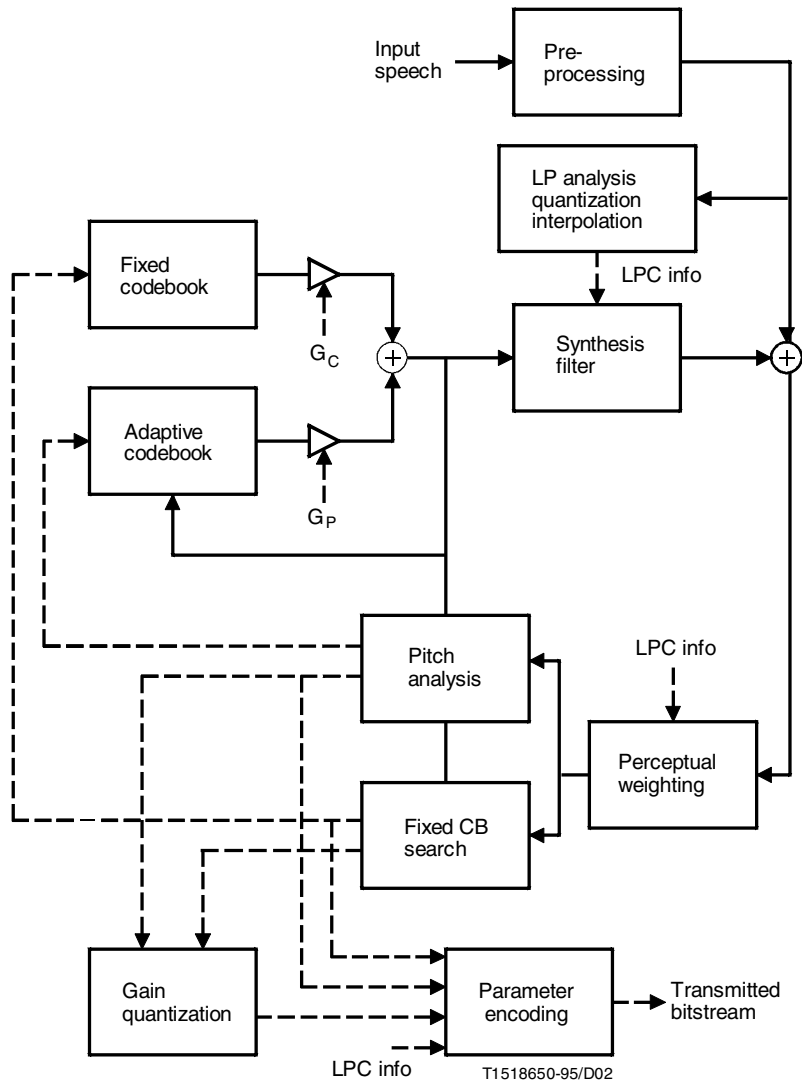 Input
speech
Pre-
processing
LP analysis
quantization
interpolation
LPC info
Fixed
codebook
G_C
+
Synthesis
filter
+
Adaptive
codebook
G_P
Pitch
analysis
LPC info
Perceptual
weighting
Fixed CB
search
Gain
quantization
Parameter
encoding
Transmitted
bitstream
LPC info
T1518650-95/D02